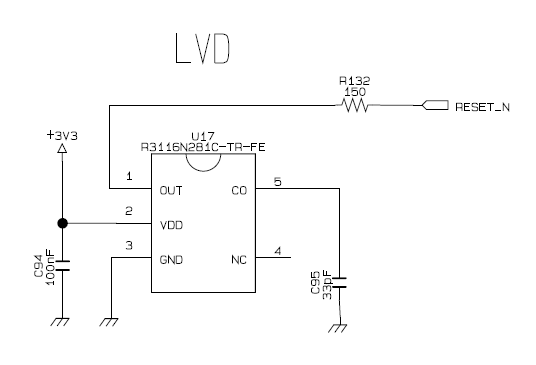 LVD
R132
150
RESET_N
+3V3
U17
R3116N281C-TR-FE
1
OUT
CO
5
2
VDD
3
GND
NC
4
C94
100nF
C95
33pF